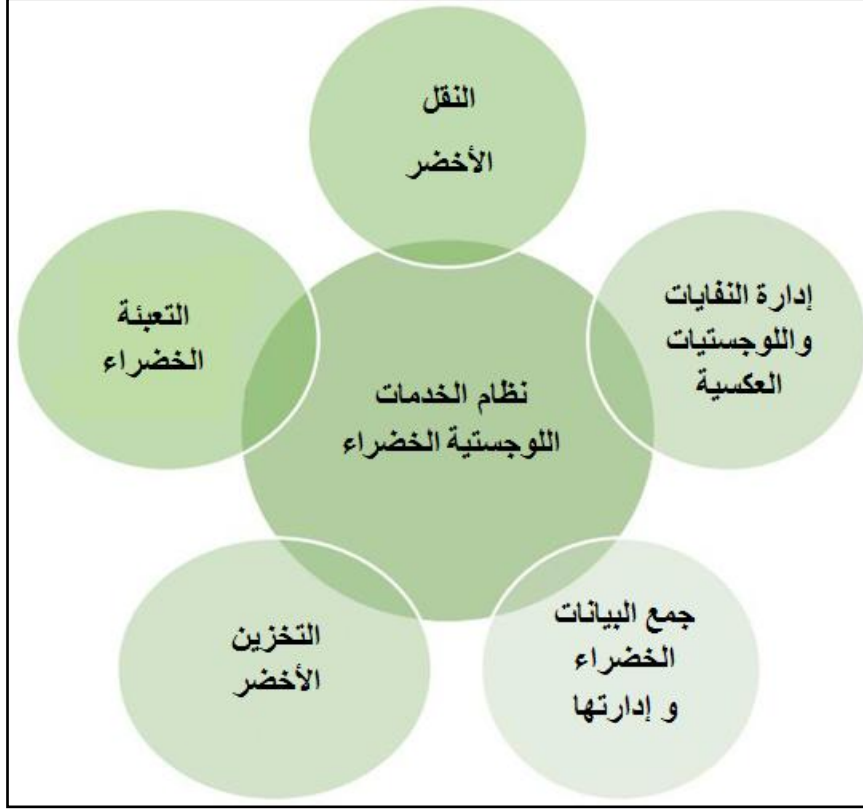 النقل
الأخضر
إدارة النفايات
واللوجستيات
العكسية
التعبئة
الخضراء
نظام الخدمات
اللوجستية الخضراء
جمع البيانات
الخضراء
و إدارتها
التخزين
الأخضر